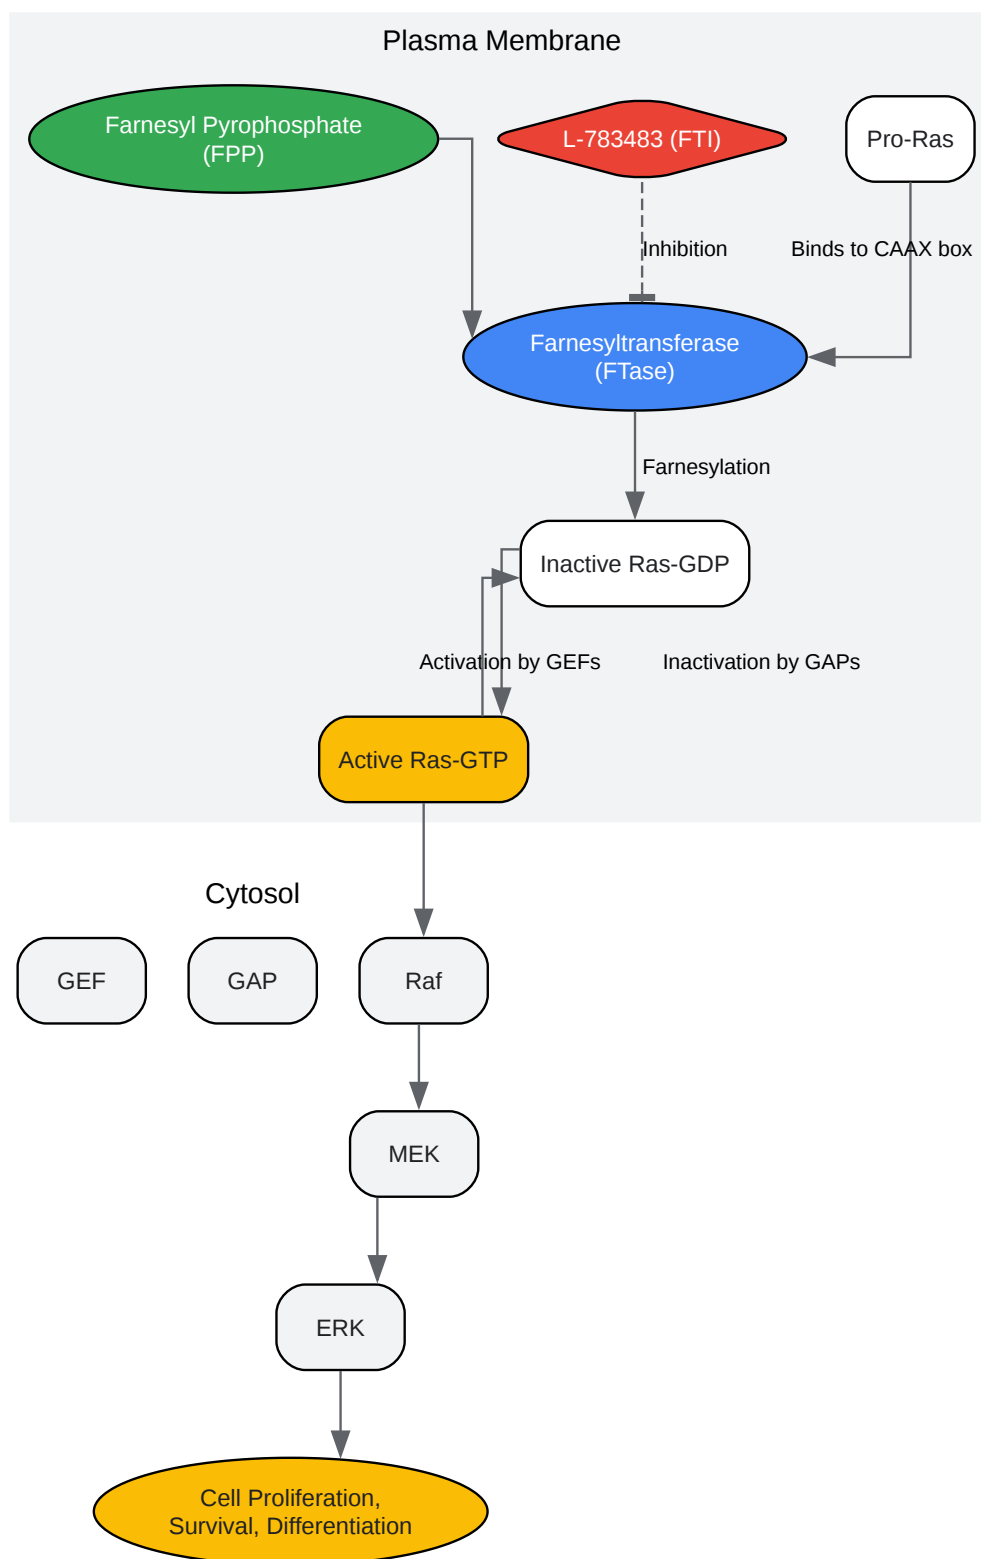 Plasma Membrane
Farnesyl Pyrophosphate
(FPP)
L-783483 (FTI)
Pro-Ras
Inhibition
Binds to CAAX box
Farnesyltransferase
(FTase)
Farnesylation
Inactive Ras-GDP
Activation by GEFs
Inactivation by GAPs
Active Ras-GTP
Cytosol
GEF
GAP
Raf
MEK
ERK
Cell Proliferation,
Survival, Differentiation